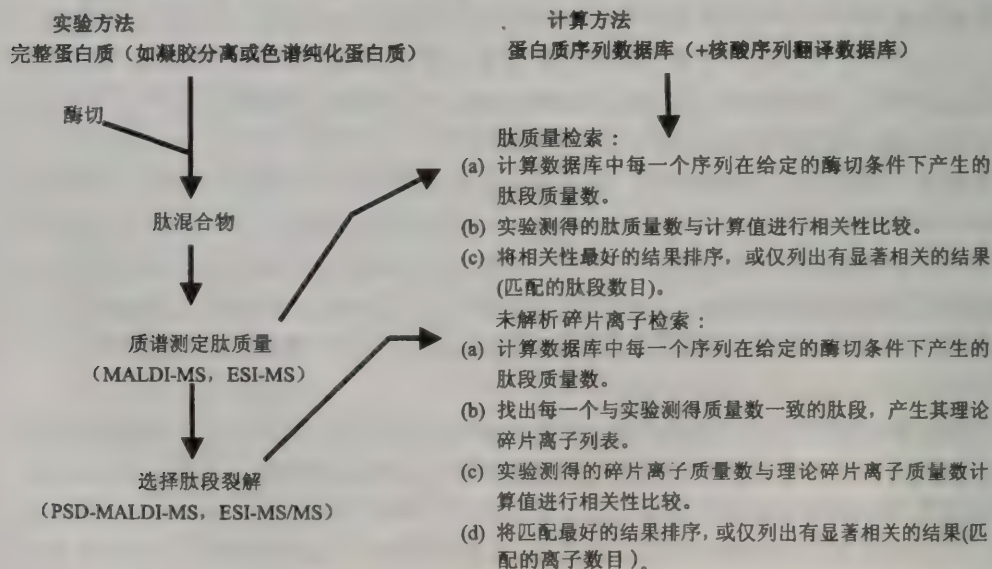 实验方法
完整蛋白质（如凝胶分离或色谱纯化蛋白质）
酶切
肽混合物
质谱测定肽质量
（MALDI-MS，ESI-MS）
选择肽段裂解
（PSD-MALDI-MS，ESI-MS/MS）
计算方法
蛋白质序列数据库（+核酸序列翻译数据库）
肽质量检索：
(a) 计算数据库中每一个序列在给定的酶切条件下产生的
肽段质量数。
(b) 实验测得的肽质量数与计算值进行相关性比较。
(c) 将相关性最好的结果排序，或仅列出有显著相关的结果
(匹配的肽段数目)。
未解析碎片离子检索：
(a) 计算数据库中每一个序列在给定的酶切条件下产生的
肽段质量数。
(b) 找出每一个与实验测得质量数一致的肽段，产生其理论
碎片离子列表。
(c) 实验测得的碎片离子质量数与理论碎片离子质量数计
算值进行相关性比较。
(d) 将匹配最好的结果排序，或仅列出有显著相关的结果(匹
配的离子数目)。